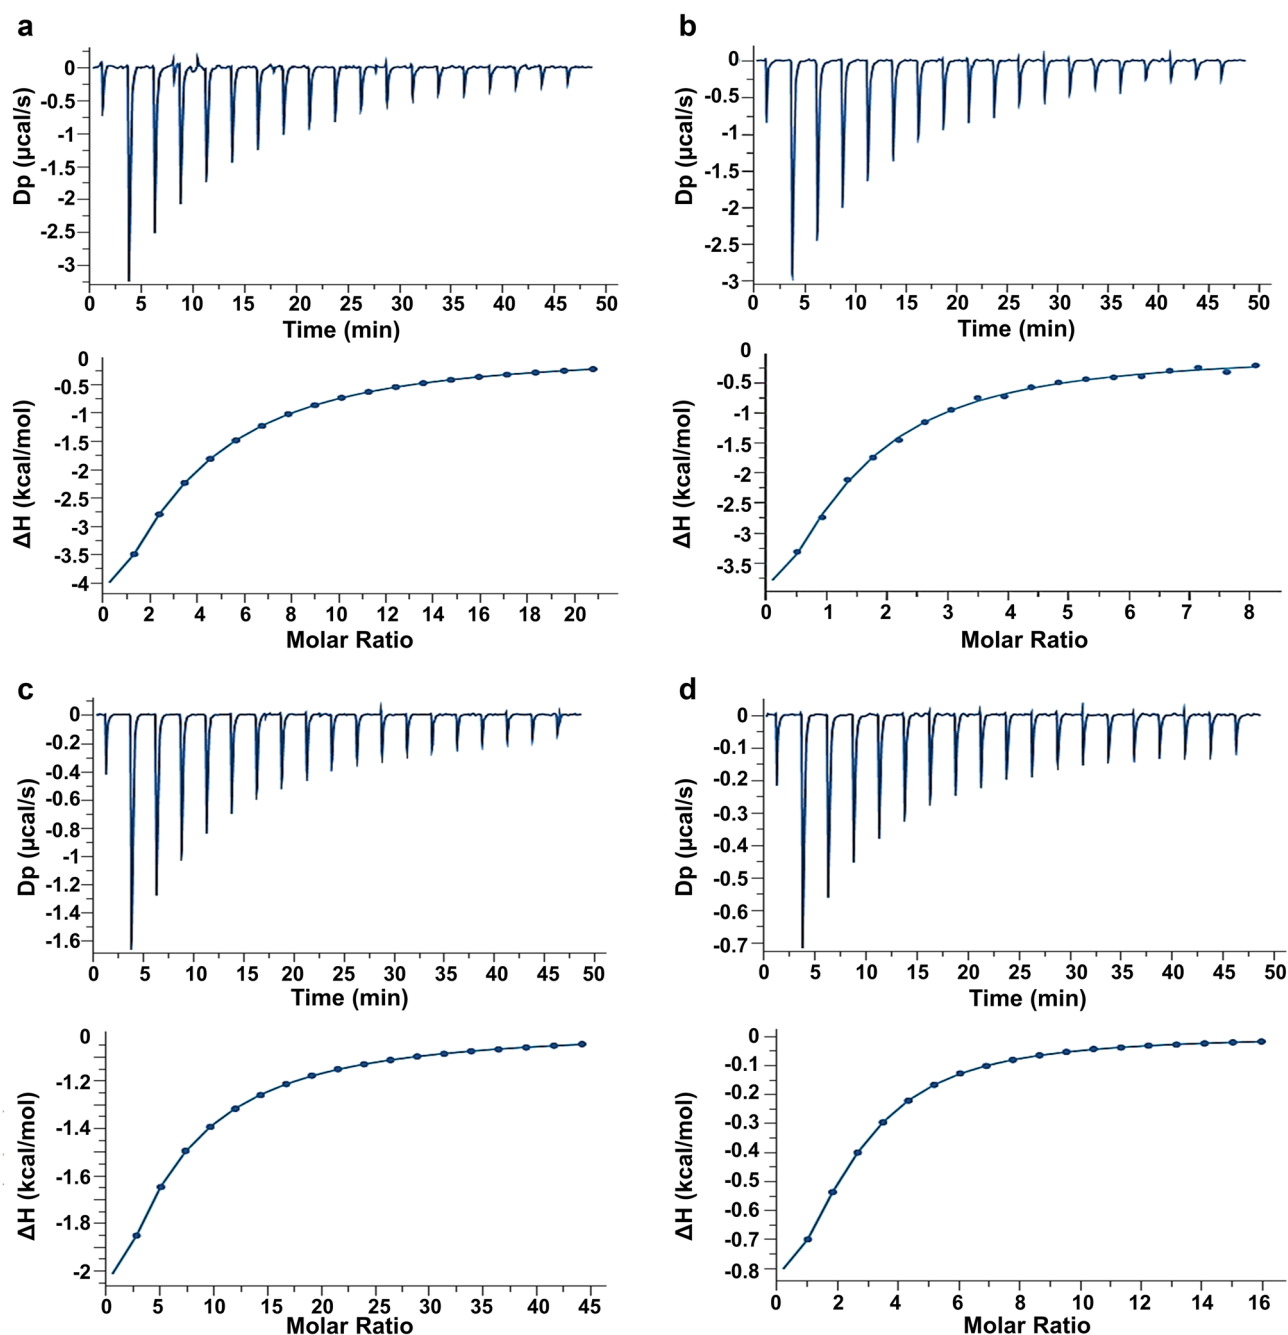 a
0
-0.5
-1
-1.5
-2
-2.5
-3
Dp (µcal/s)
0 5 10 15 20 25 30 35 40 45 50
Time (min)
0
-0.5
-1
-1.5
-2
-2.5
-3
-3.5
-4
ΔH (kcal/mol)
0 2 4 6 8 10 12 14 16 18 20
Molar Ratio
b
0
-0.5
-1
-1.5
-2
-2.5
-3
Dp (µcal/s)
0 5 10 15 20 25 30 35 40 45 50
Time (min)
0
-0.5
-1
-1.5
-2
-2.5
-3
-3.5
ΔH (kcal/mol)
0 1 2 3 4 5 6 7 8
Molar Ratio
c
0
-0.2
-0.4
-0.6
-0.8
-1
-1.2
-1.4
-1.6
Dp (µcal/s)
0 5 10 15 20 25 30 35 40 45 50
Time (min)
0
-1.2
-1.4
-1.6
-1.8
-2
ΔH (kcal/mol)
0 5 10 15 20 25 30 35 40 45
Molar Ratio
d
0
-0.1
-0.2
-0.3
-0.4
-0.5
-0.6
-0.7
Dp (µcal/s)
0 5 10 15 20 25 30 35 40 45 50
Time (min)
0
-0.1
-0.2
-0.3
-0.4
-0.5
-0.6
-0.7
-0.8
ΔH (kcal/mol)
0 2 4 6 8 10 12 14 16
Molar Ratio